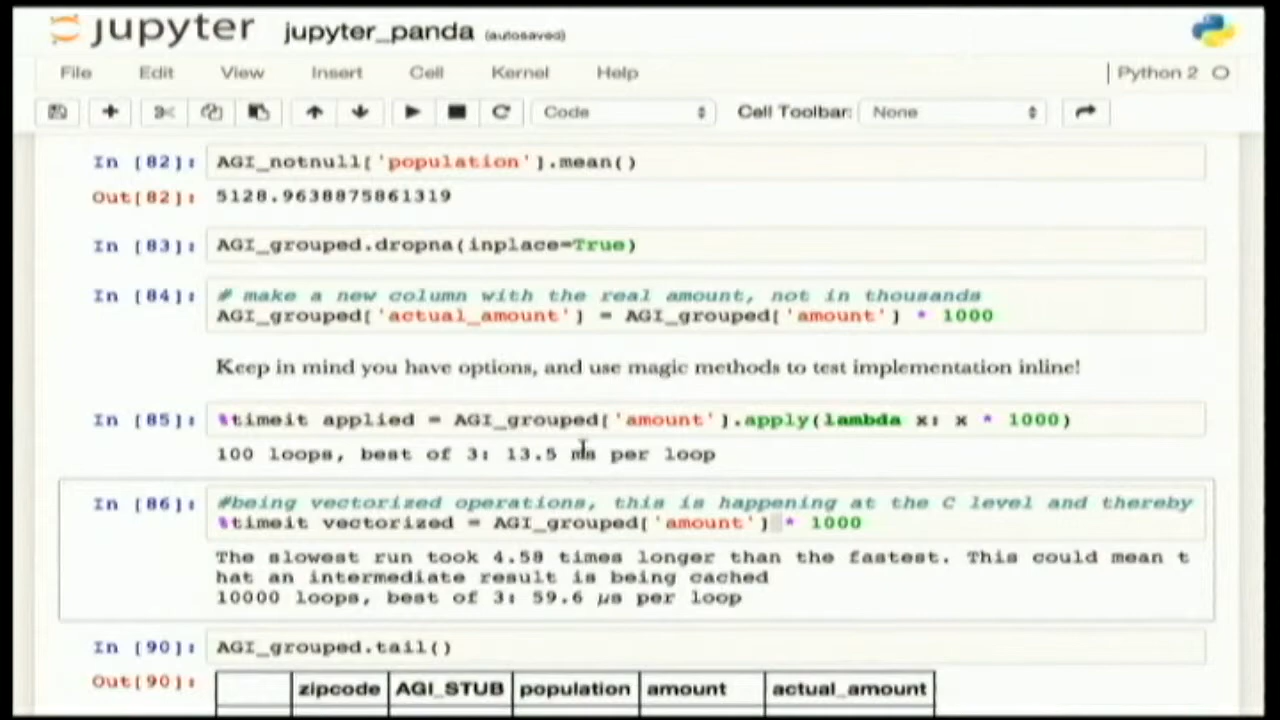 jupyter jupyter_panda (autosaved)
File Edit View Insert Cell Kernel Help Python 2
Code Cell Toolbar: None
In [82]: AGI_notnull['population'].mean()
Out[82]: 5128.9638875861319
In [83]: AGI_grouped.dropna(inplace=True)
In [84]: # make a new column with the real amount, not in thousands
AGI_grouped['actual_amount'] = AGI_grouped['amount'] * 1000
Keep in mind you have options, and use magic methods to test implementation inline!
In [85]: %timeit applied = AGI_grouped['amount'].apply(lambda x: x * 1000)
100 loops, best of 3: 13.5 ms per loop
In [86]: #being vectorized operations, this is happening at the C level and thereby
%timeit vectorized = AGI_grouped['amount'] * 1000
The slowest run took 4.58 times longer than the fastest. This could mean t
hat an intermediate result is being cached
10000 loops, best of 3: 59.6 µs per loop
In [90]: AGI_grouped.tail()
Out[90]: zipcode AGI_STUB population amount actual_amount